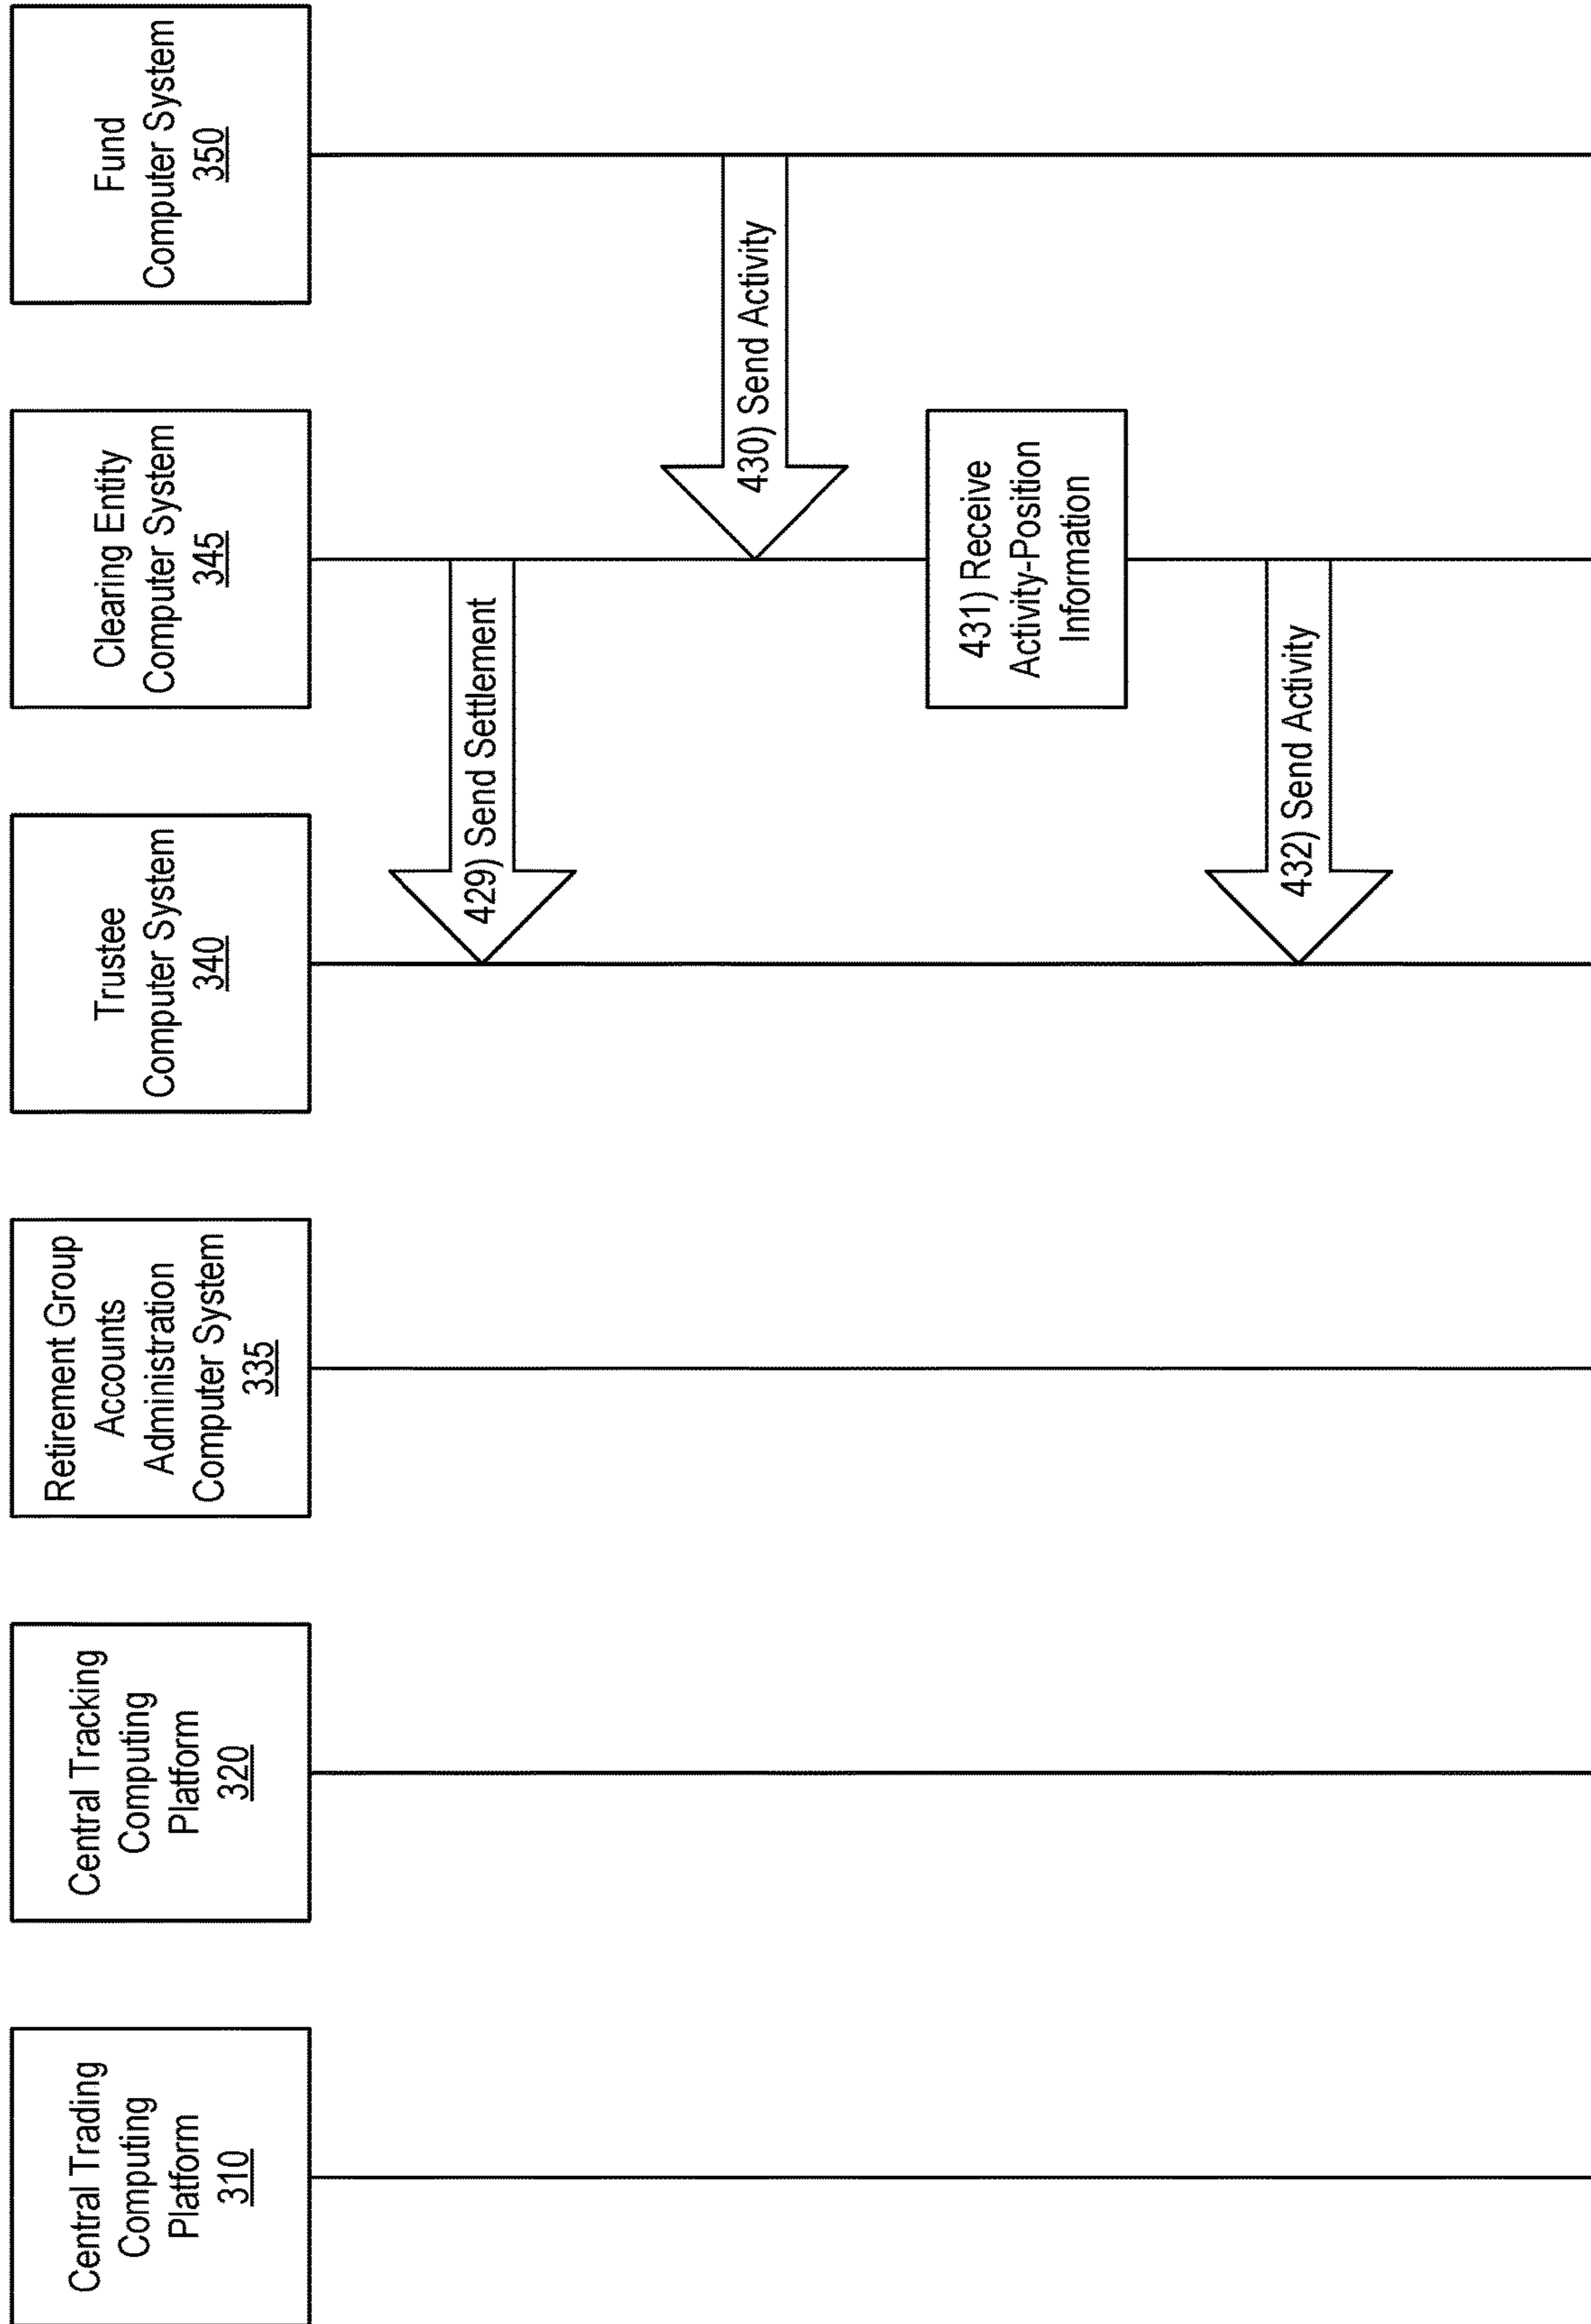 Central Trading
Computing
Platform
310
Central Tracking
Computing
Platform
320
Retirement Group
Accounts
Administration
Computer System
335
Trustee
Computer System
340
Clearing Entity
Computer System
345
Fund
Computer System
350
429) Send Settlement
430) Send Activity
431) Receive
Activity-Position
Information
432) Send Activity